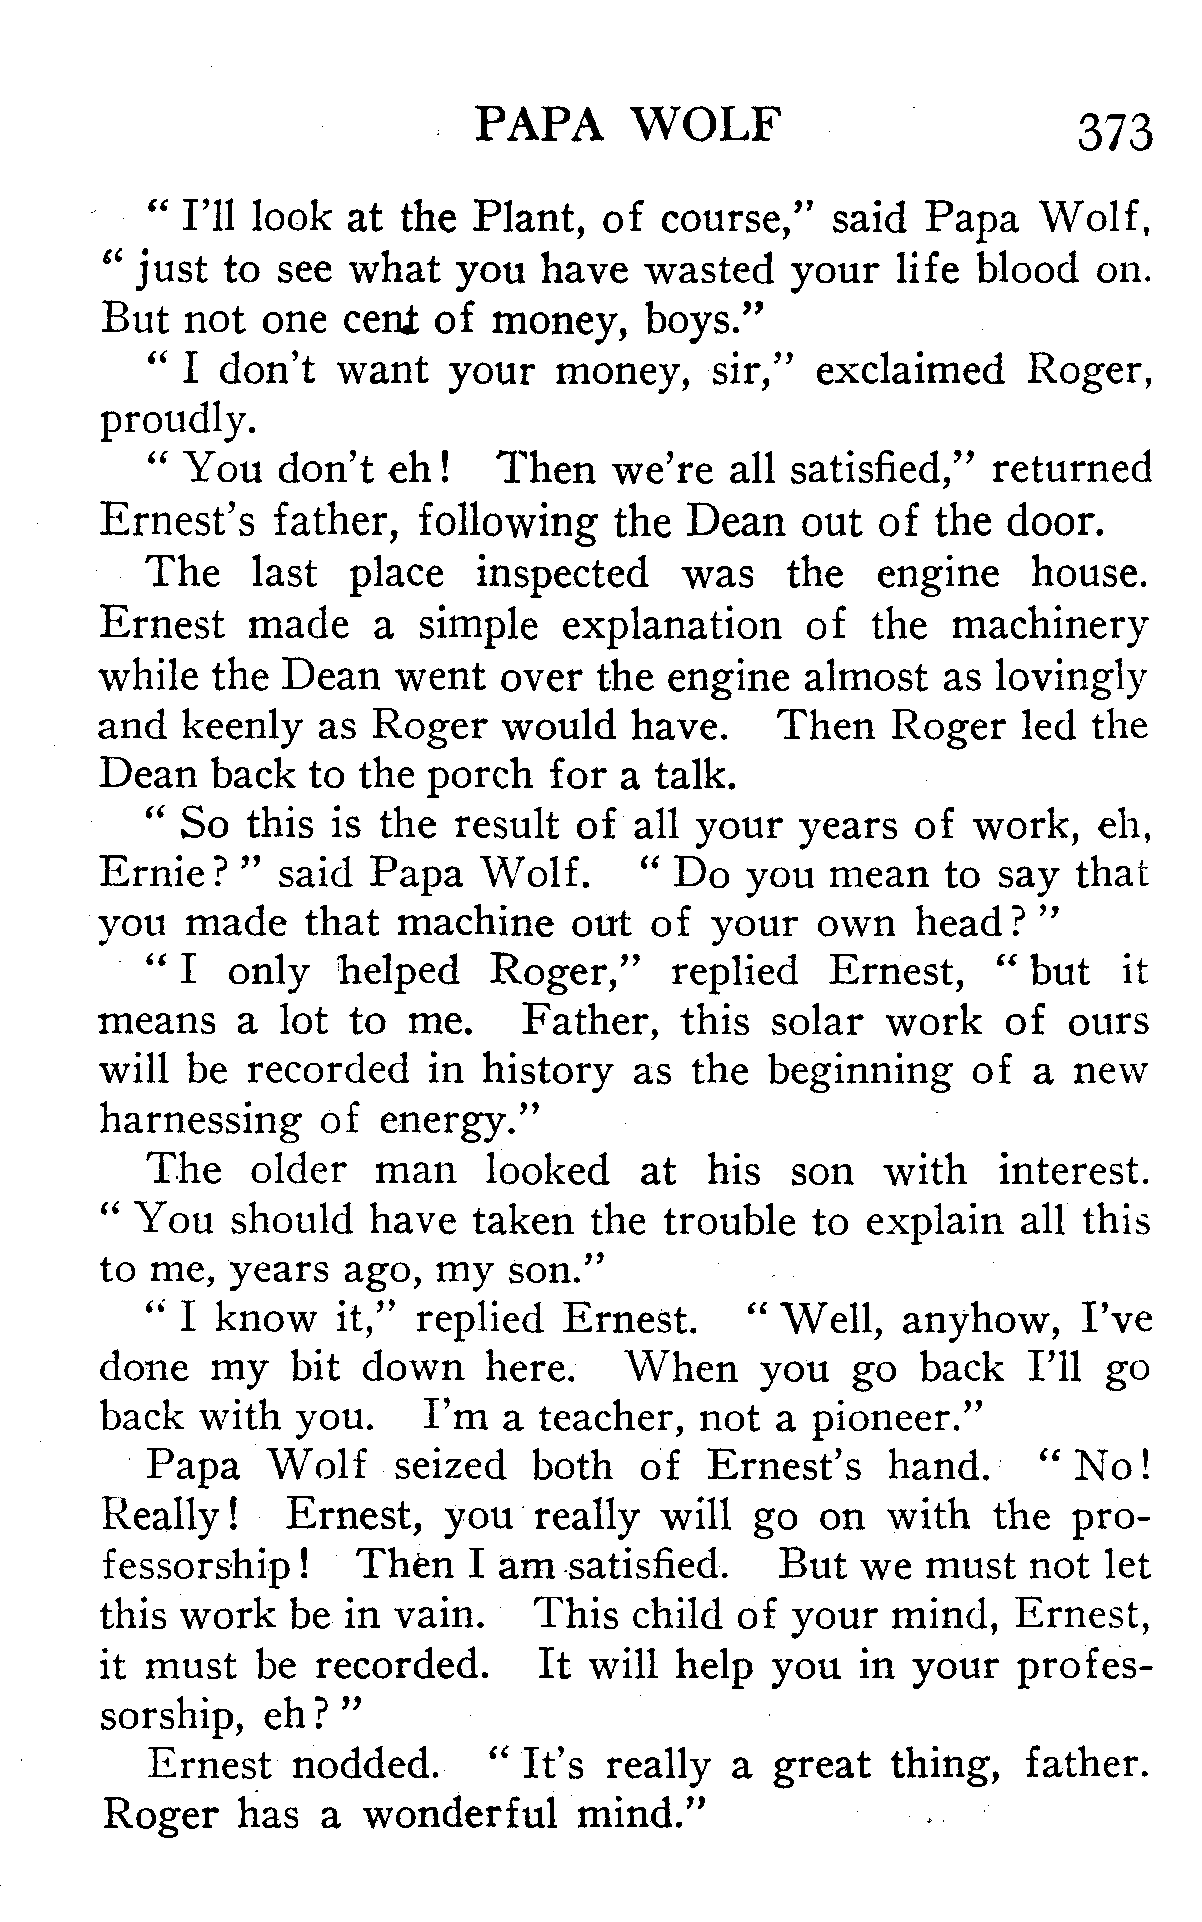 PAPA WOLF 373
“ I’ll look at the Plant, of course,” said Papa Wolf,
“ just to see what you have wasted your life blood on.
But not one cent of money, boys.”
“ I don’t want your money, sir,” exclaimed Roger,
proudly.
“ You don’t eh! Then we’re all satisfied,” returned
Ernest’s father, following the Dean out of the door.
The last place inspected was the engine house.
Ernest made a simple explanation of the machinery
while the Dean went over the engine almost as lovingly
and keenly as Roger would have. Then Roger led the
Dean back to the porch for a talk.
“ So this is the result of all your years of work, eh,
Ernie? ” said Papa Wolf. “ Do you mean to say that
you made that machine out of your own head? ”
“ I only helped Roger,” replied Ernest, “ but it
means a lot to me. Father, this solar work of ours
will be recorded in history as the beginning of a new
harnessing of energy.”
The older man looked at his son with interest.
“ You should have taken the trouble to explain all this
to me, years ago, my son.”
“ I know it,” replied Ernest. “ Well, anyhow, I’ve
done my bit down here. When you go back I’ll go
back with you. I’m a teacher, not a pioneer.”
Papa Wolf seized both of Ernest’s hand. “ No!
Really! Ernest, you really will go on with the pro-
fessorship! Then I am satisfied. But we must not let
this work be in vain. This child of your mind, Ernest,
it must be recorded. It will help you in your profes-
sorship, eh? ”
Ernest nodded. “ It’s really a great thing, father.
Roger has a wonderful mind.”